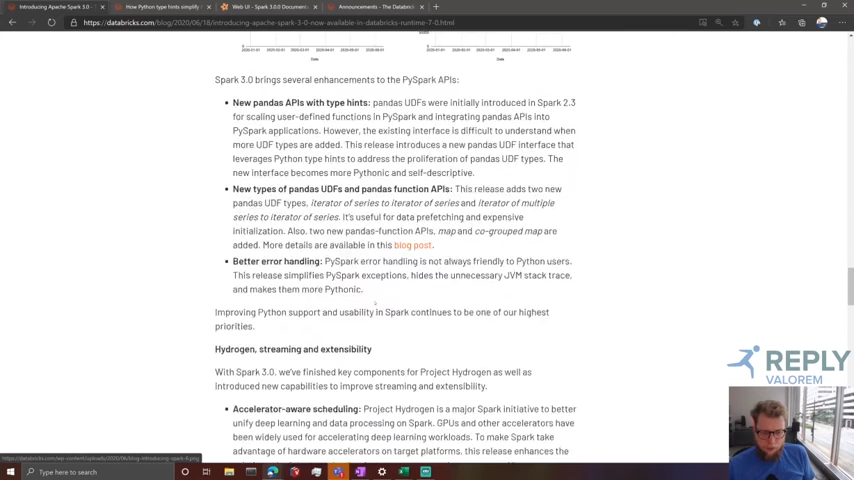 Introducing Apache Spark 3.0 -
How Python type hints simplify
Web UI - Spark 3.0.0 Document
Announcements - The Databrick
https://databricks.com/blog/2020/06/18/introducing-apache-spark-3-0-now-available-in-databricks-runtime-7-0.html
Date
Date
Spark 3.0 brings several enhancements to the PySpark APIs:
• New pandas APIs with type hints: pandas UDFs were initially introduced in Spark 2.3
for scaling user-defined functions in PySpark and integrating pandas APIs into
PySpark applications. However, the existing interface is difficult to understand when
more UDF types are added. This release introduces a new pandas UDF interface that
leverages Python type hints to address the proliferation of pandas UDF types. The
new interface becomes more Pythonic and self-descriptive.
• New types of pandas UDFs and pandas function APIs: This release adds two new
pandas UDF types, iterator of series to iterator of series and iterator of multiple
series to iterator of series. It's useful for data prefetching and expensive
initialization. Also, two new pandas-function APIs, map and co-grouped map are
added. More details are available in this blog post.
• Better error handling: PySpark error handling is not always friendly to Python users.
This release simplifies PySpark exceptions, hides the unnecessary JVM stack trace,
and makes them more Pythonic.
Improving Python support and usability in Spark continues to be one of our highest
priorities.
Hydrogen, streaming and extensibility
With Spark 3.0, we've finished key components for Project Hydrogen as well as
introduced new capabilities to improve streaming and extensibility.
• Accelerator-aware scheduling: Project Hydrogen is a major Spark initiative to better
unify deep learning and data processing on Spark. GPUs and other accelerators have
been widely used for accelerating deep learning workloads. To make Spark take
advantage of hardware accelerators on target platforms, this release enhances the
REPLY
VALOREM
Type here to search